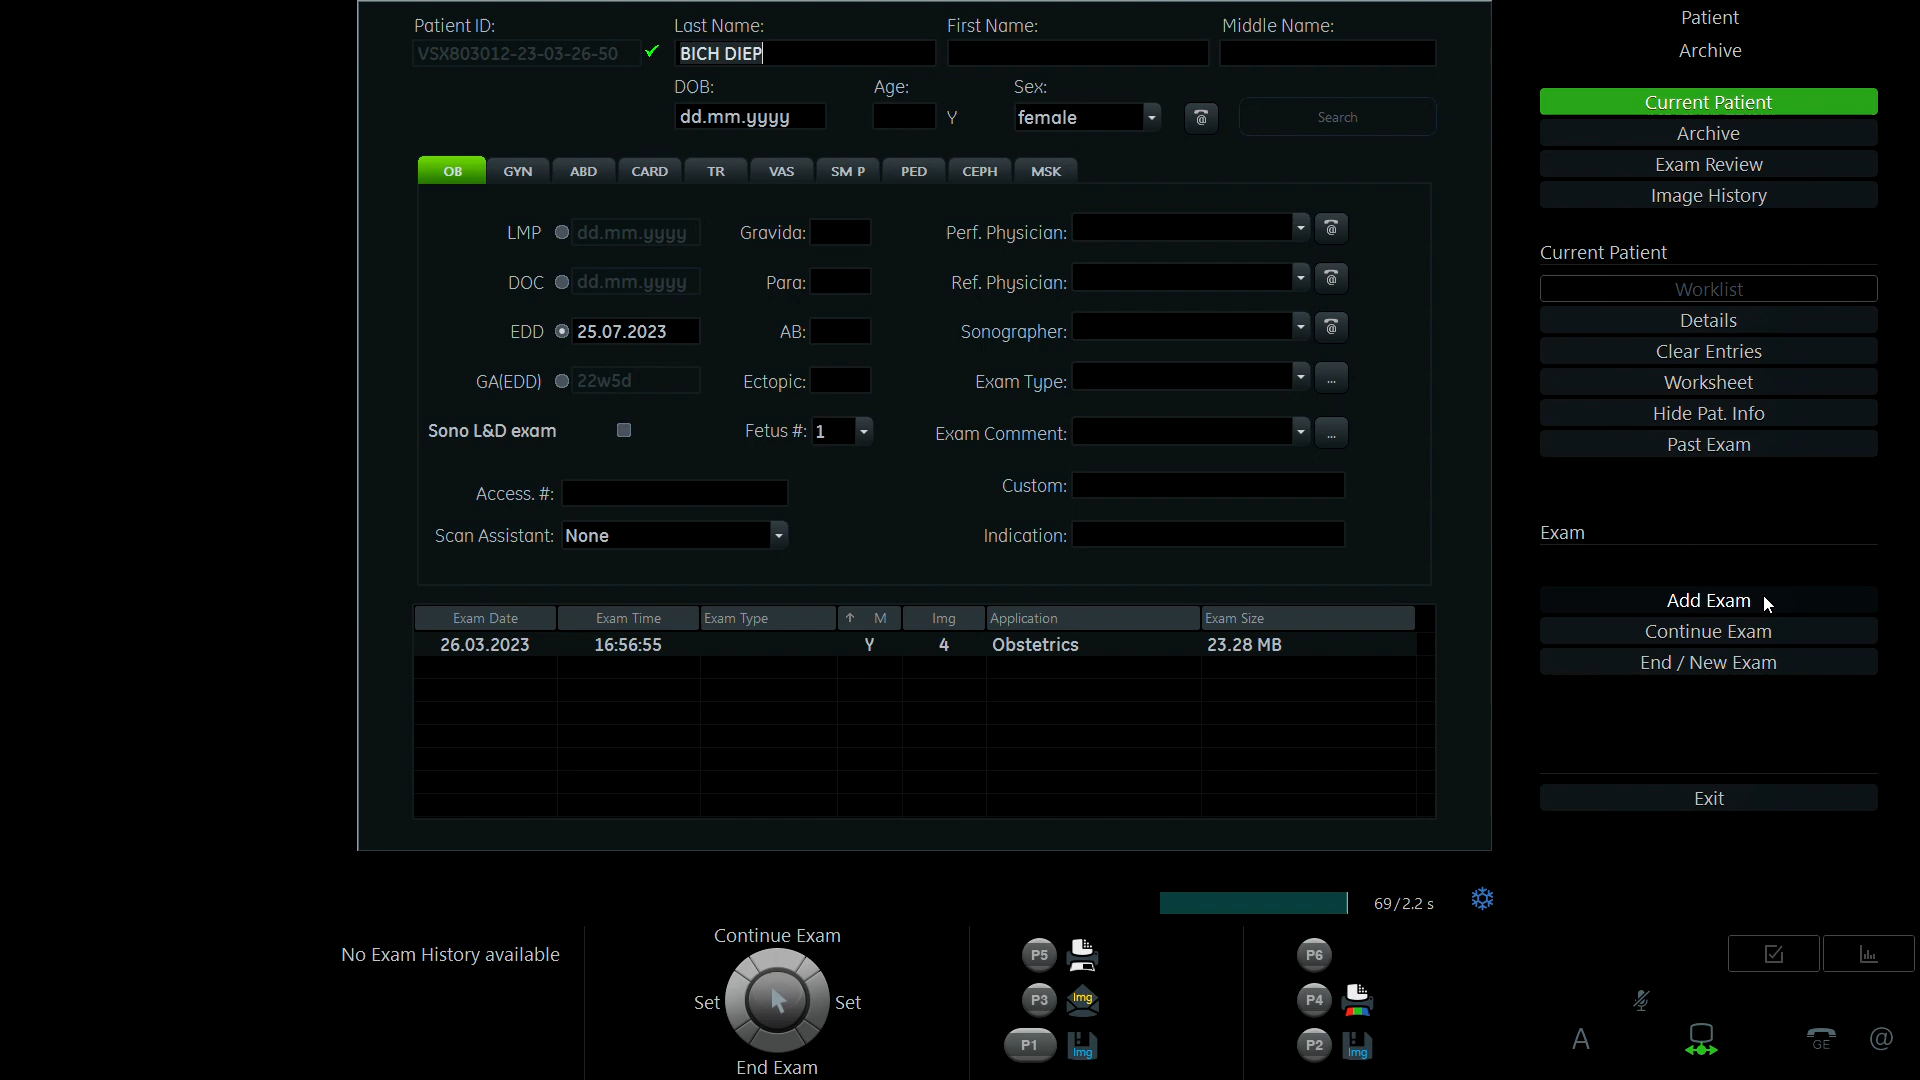 Patient ID: Last Name: First Name: Middle Name:
VSX803012-23-03-26-50 BICH DIEP
DOB: Age: Sex:
dd.mm.yyyy Y female Search
OB GYN ABD CARD TR VAS SM P PED CEPH MSK
LMP dd.mm.yyyy Gravida: Perf. Physician: @
DOC dd.mm.yyyy Para: Ref. Physician: @
EDD 25.07.2023 AB: Sonographer: @
GA(EDD) 22w5d Ectopic: Exam Type: ...
Sono L&D exam Fetus #: 1 Exam Comment: ...
Access. #: Custom:
Scan Assistant: None Indication:
Exam Date Exam Time Exam Type ↑ M Img Application Exam Size
26.03.2023 16:56:55 Y 4 Obstetrics 23.28 MB
Patient
Archive
Current Patient
Archive
Exam Review
Image History
Current Patient
Worklist
Details
Clear Entries
Worksheet
Hide Pat. Info
Past Exam
Exam
Add Exam
Continue Exam
End / New Exam
Exit
69/2.2 s
No Exam History available
Continue Exam
Set Set
End Exam
P5 P6
P3 Img P4
P1 Img P2 Img
A GE @